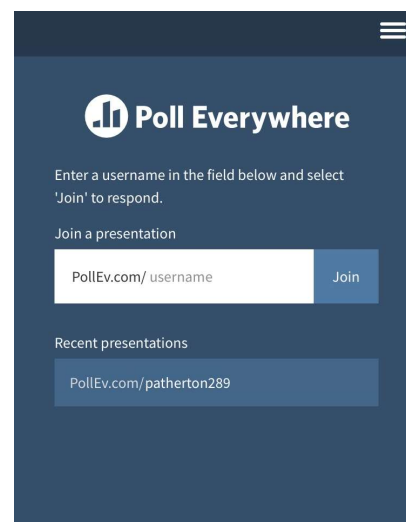 Poll Everywhere
Enter a username in the field below and select
'Join' to respond.
Join a presentation
PollEv.com/ username Join
Recent presentations
PollEv.com/patherton289